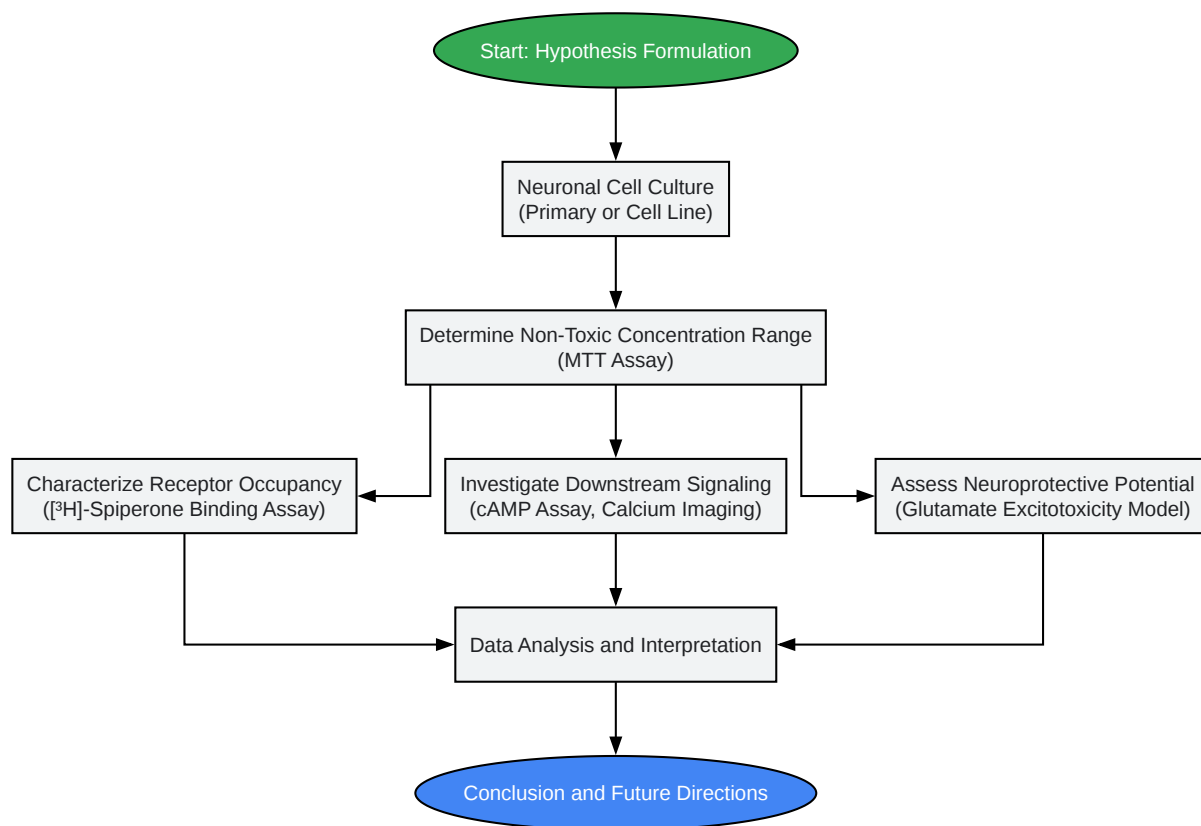 Start: Hypothesis Formulation
Neuronal Cell Culture
(Primary or Cell Line)
Determine Non-Toxic Concentration Range
(MTT Assay)
Characterize Receptor Occupancy
([³H]-Spiperone Binding Assay)
Investigate Downstream Signaling
(cAMP Assay, Calcium Imaging)
Assess Neuroprotective Potential
(Glutamate Excitotoxicity Model)
Data Analysis and Interpretation
Conclusion and Future Directions